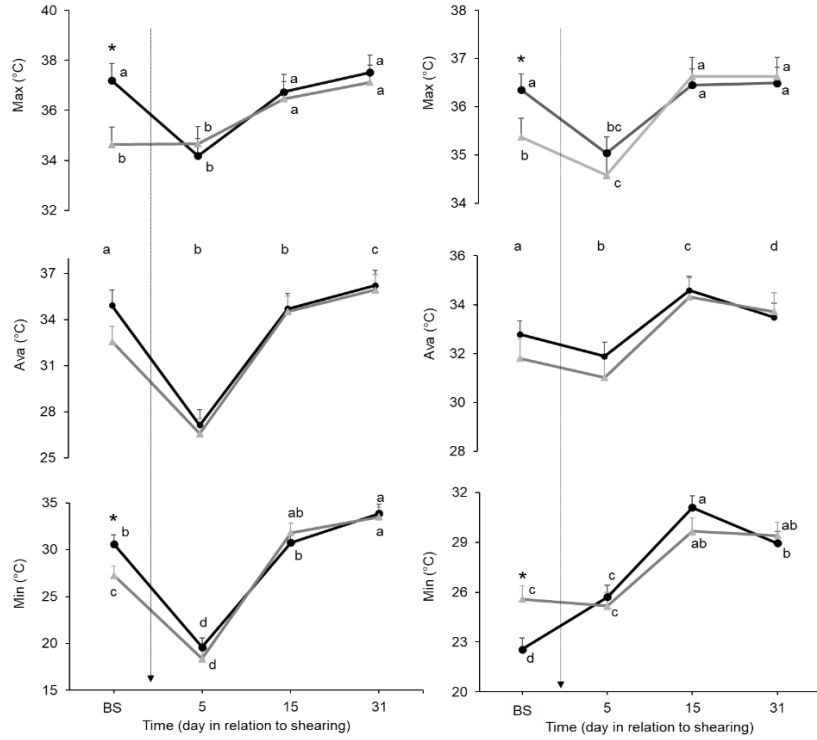 40
38
36
34
32
Max (°C)
*
a
b
b
b
a
a
a
a
38
37
36
35
34
Max (°C)
*
a
b
bc
c
a
a
a
a
37
34
31
28
25
Ava (°C)
a b b c
36
34
32
30
28
Ava (°C)
a b c d
35
30
25
20
15
Min (°C)
*
b
c
d
d
ab
b
a
a
BS 5 15 31
Time (day in relation to shearing)
32
29
26
23
20
Min (°C)
*
c
d
c
c
a
ab
ab
b
BS 5 15 31
Time (day in relation to shearing)